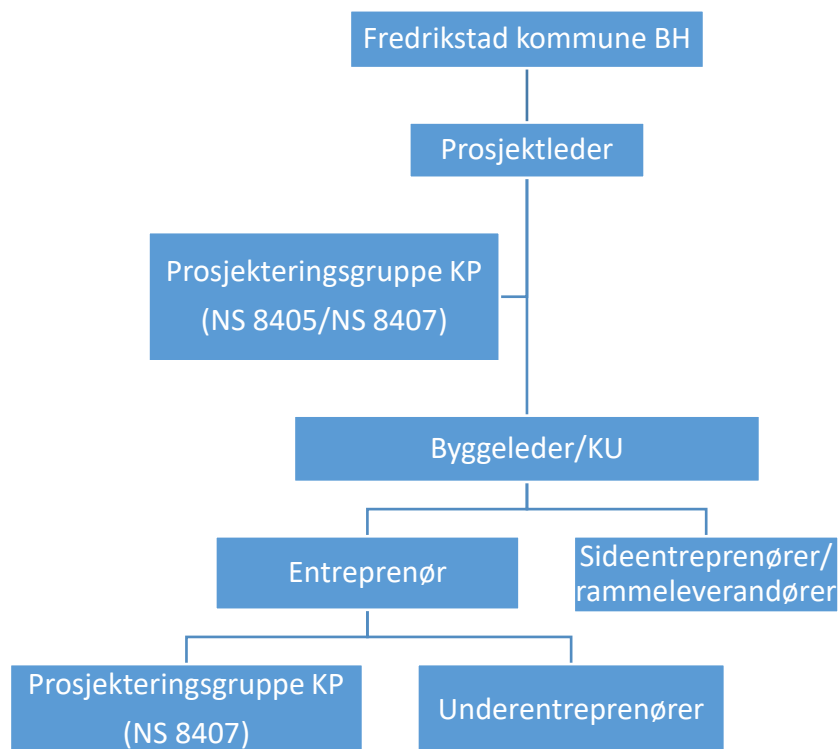 Fredrikstad kommune BH
Prosjektleder
Prosjekteringsgruppe KP
(NS 8405/NS 8407)
Byggeleder/KU
Entreprenør
Sideentreprenører/
rammeleverandører
Prosjekteringsgruppe KP
(NS 8407)
Underentreprenører